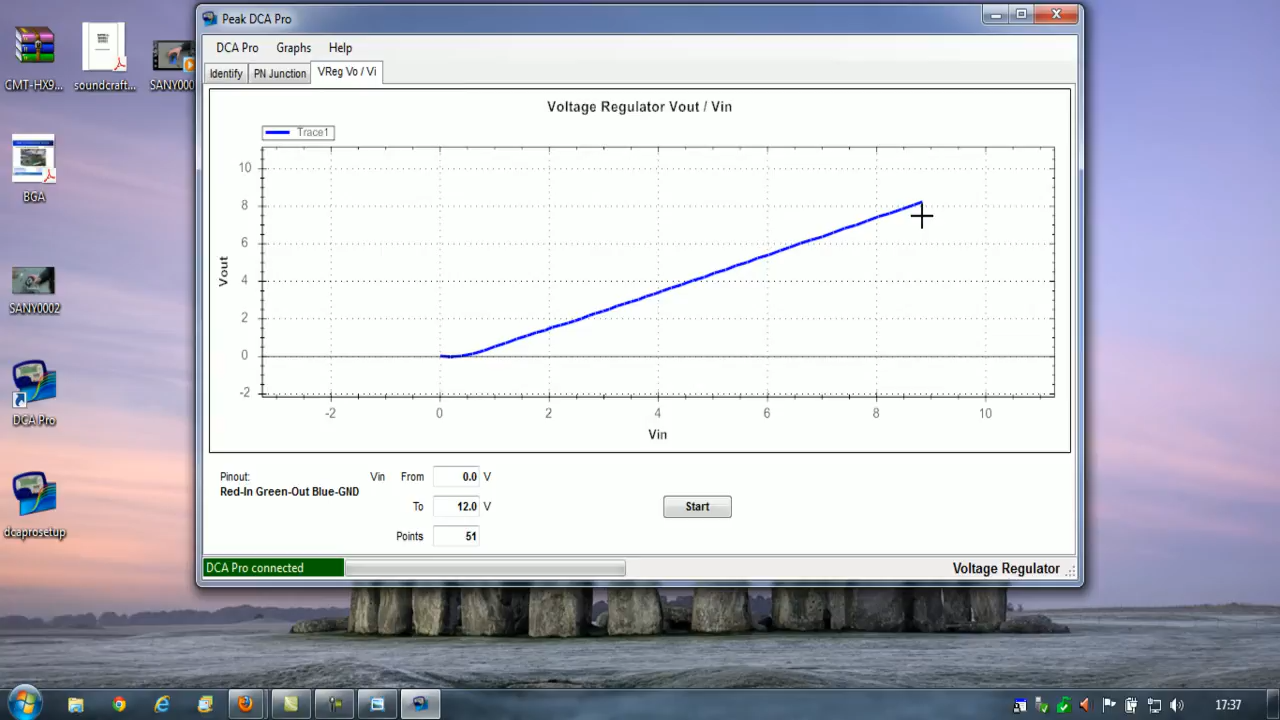 Peak DCA Pro
DCA Pro Graphs Help
Identify PN Junction VReg Vo / Vi
Voltage Regulator Vout / Vin
Trace1
10
8
6
4
2
0
-2
Vout
-2 0 2 4 6 8 10
Vin
Pinout: Vin From 0.0 V
Red-In Green-Out Blue-GND
To 12.0 V
Start
Points 51
DCA Pro connected Voltage Regulator
CMT-HX9... soundcraft... SANY000
BGA
SANY0002
DCA Pro
dcaprosetup
17:37